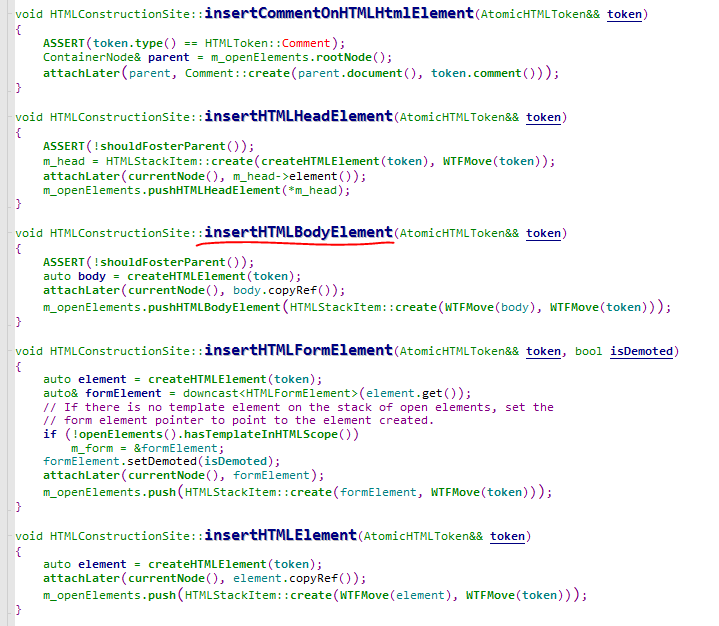 void HTMLConstructionSite::insertCommentOnHTMLHtmlElement(AtomicHTMLToken&& token)
{
    ASSERT(token.type() == HTMLToken::Comment);
    ContainerNode& parent = m_openElements.rootNode();
    attachLater(parent, Comment::create(parent.document(), token.comment()));
}
void HTMLConstructionSite::insertHTMLHeadElement(AtomicHTMLToken&& token)
{
    ASSERT(!shouldFosterParent());
    m_head = HTMLStackItem::create(createHTMLElement(token), WTFMove(token));
    attachLater(currentNode(), m_head->element());
    m_openElements.pushHTMLHeadElement(*m_head);
}
void HTMLConstructionSite::insertHTMLBodyElement(AtomicHTMLToken&& token)
{
    ASSERT(!shouldFosterParent());
    auto body = createHTMLElement(token);
    attachLater(currentNode(), body.copyRef());
    m_openElements.pushHTMLBodyElement(HTMLStackItem::create(WTFMove(body), WTFMove(token)));
}
void HTMLConstructionSite::insertHTMLFormElement(AtomicHTMLToken&& token, bool isDemoted)
{
    auto element = createHTMLElement(token);
    auto& formElement = downcast<HTMLFormElement>(element.get());
    // If there is no template element on the stack of open elements, set the
    // form element pointer to point to the element created.
    if (!openElements().hasTemplateInHTMLScope())
        m_form = &formElement;
    formElement.setDemoted(isDemoted);
    attachLater(currentNode(), formElement);
    m_openElements.push(HTMLStackItem::create(formElement, WTFMove(token)));
}
void HTMLConstructionSite::insertHTMLElement(AtomicHTMLToken&& token)
{
    auto element = createHTMLElement(token);
    attachLater(currentNode(), element.copyRef());
    m_openElements.push(HTMLStackItem::create(WTFMove(element), WTFMove(token)));
}